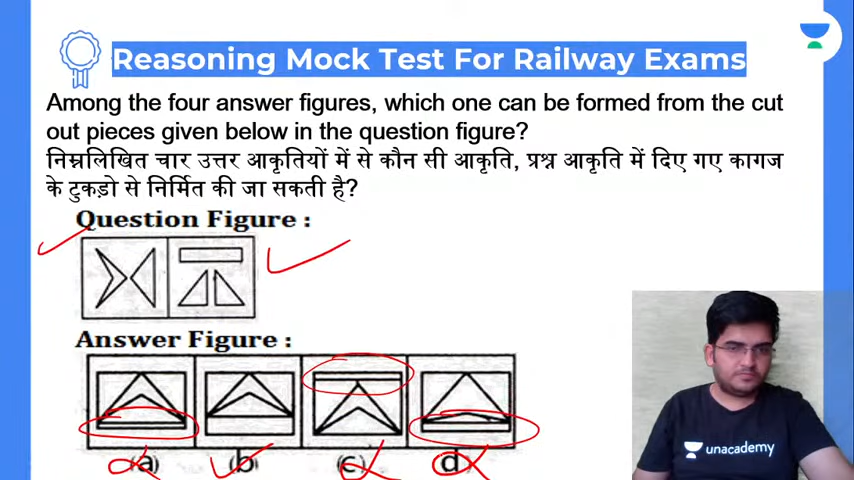 Reasoning Mock Test For Railway Exams
Among the four answer figures, which one can be formed from the cut
out pieces given below in the question figure?
निम्नलिखित चार उत्तर आकृतियों में से कौन सी आकृति, प्रश्न आकृति में दिए गए कागज
के टुकड़ो से निर्मित की जा सकती है?
Question Figure :
Answer Figure :
(a) (b) (c) (d)
unacademy